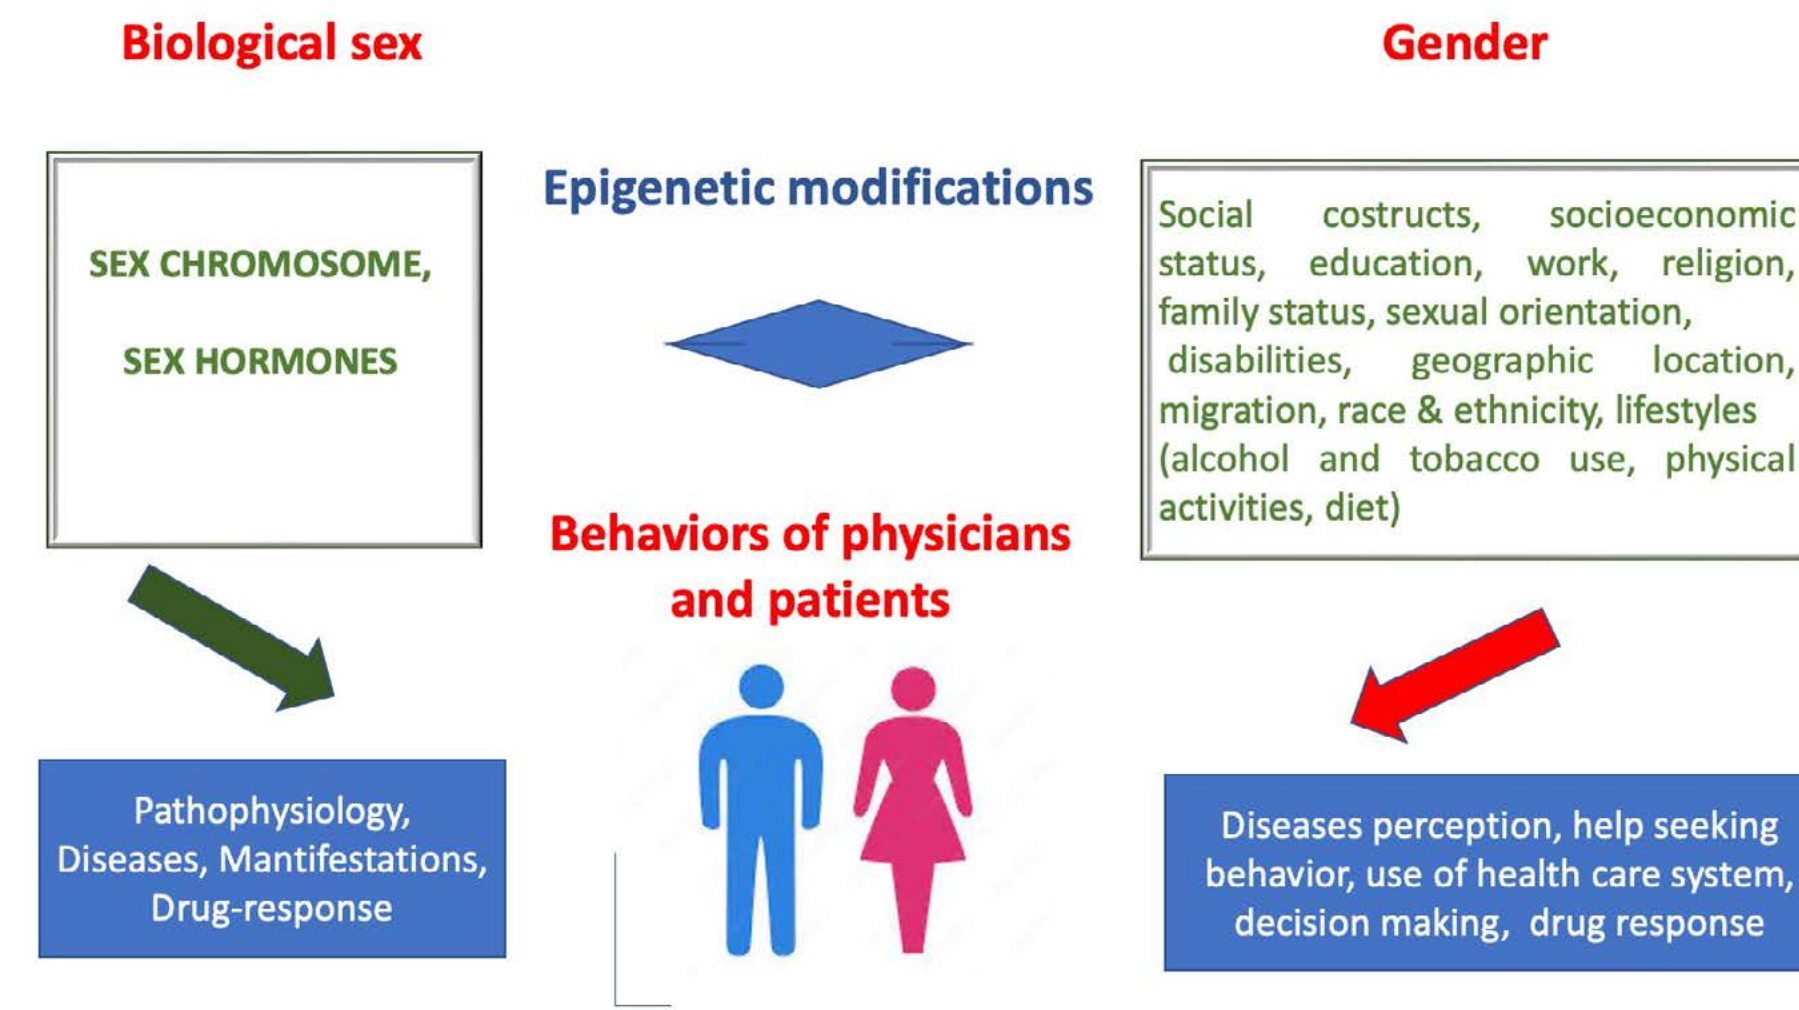 Biological sex
Gender
SEX CHROMOSOME,
SEX HORMONES
Epigenetic modifications
Social costructs, socioeconomic
status, education, work, religion,
family status, sexual orientation,
disabilities, geographic location,
migration, race & ethnicity, lifestyles
(alcohol and tobacco use, physical
activities, diet)
Behaviors of physicians
and patients
Pathophysiology,
Diseases, Mantifestations,
Drug-response
Diseases perception, help seeking
behavior, use of health care system,
decision making, drug response